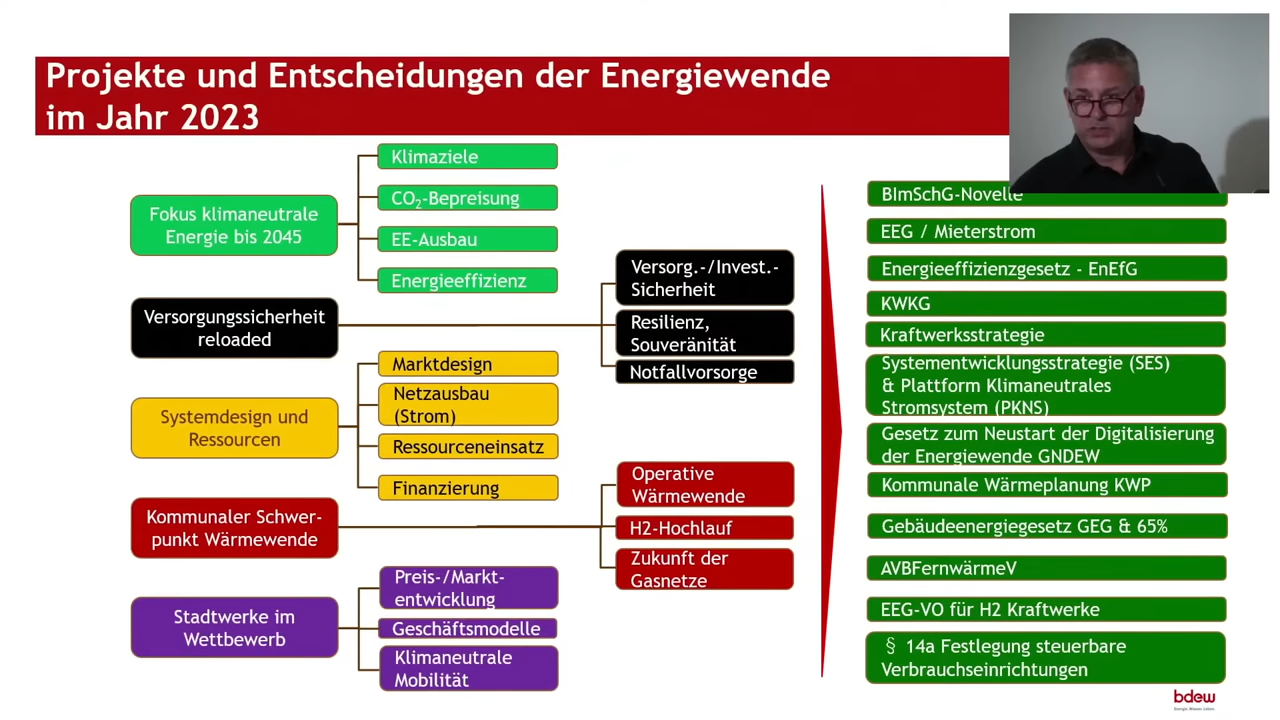 Projekte und Entscheidungen der Energiewende
im Jahr 2023
Fokus klimaneutrale
Energie bis 2045
Klimaziele
CO₂-Bepreisung
EE-Ausbau
Energieeffizienz
Versorgungssicherheit
reloaded
Versorg.-/Invest.-
Sicherheit
Resilienz,
Souveränität
Notfallvorsorge
Systemdesign und
Ressourcen
Marktdesign
Netzausbau
(Strom)
Ressourceneinsatz
Finanzierung
Kommunaler Schwer-
punkt Wärmewende
Operative
Wärmewende
H2-Hochlauf
Zukunft der
Gasnetze
Stadtwerke im
Wettbewerb
Preis-/Markt-
entwicklung
Geschäftsmodelle
Klimaneutrale
Mobilität
BImSchG-Novelle
EEG / Mieterstrom
Energieeffizienzgesetz - EnEfG
KWKG
Kraftwerksstrategie
Systementwicklungsstrategie (SES)
& Plattform Klimaneutrales
Stromsystem (PKNS)
Gesetz zum Neustart der Digitalisierung
der Energiewende GNDEW
Kommunale Wärmeplanung KWP
Gebäudeenergiegesetz GEG & 65%
AVBFernwärmeV
EEG-VO für H2 Kraftwerke
§ 14a Festlegung steuerbare
Verbrauchseinrichtungen
bdew
Energie. Wasser. Leben.